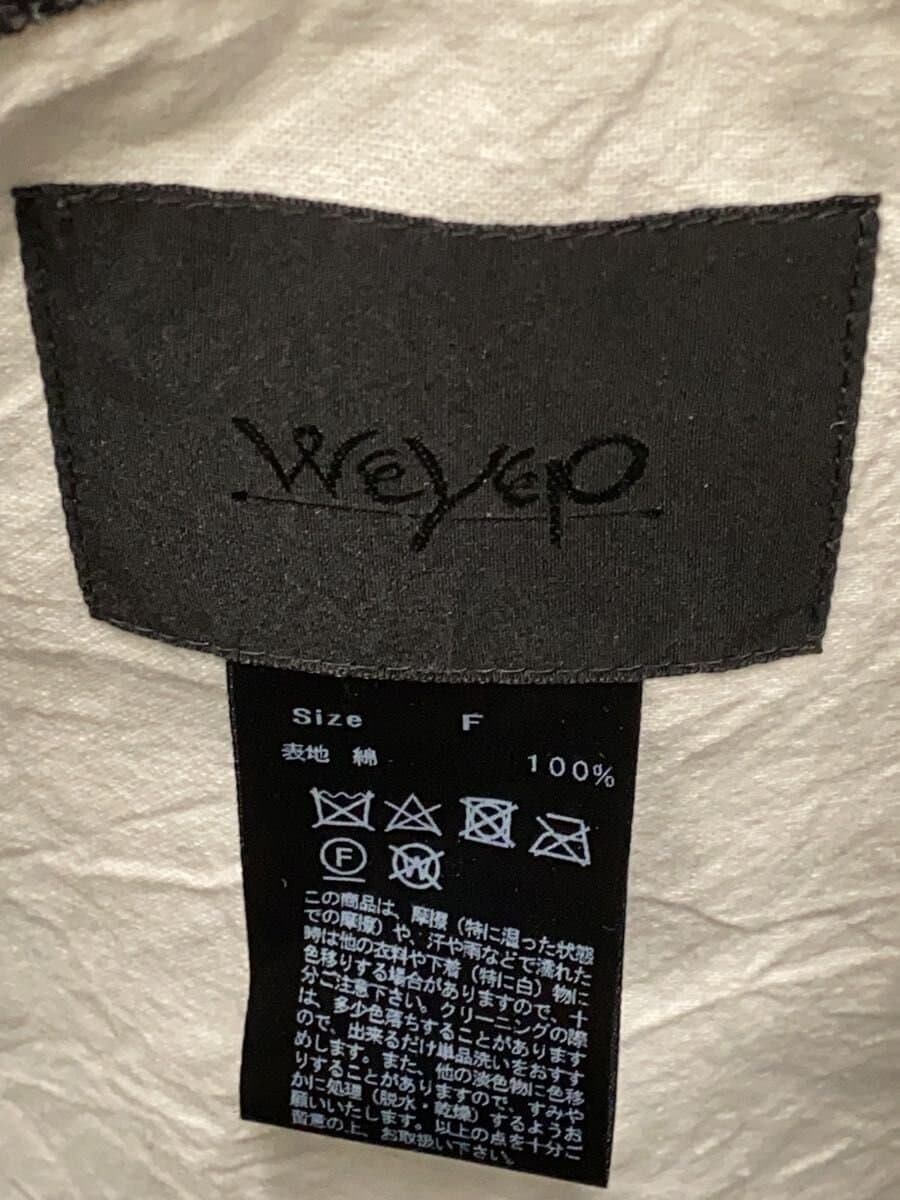 weyep
Size F
表地 綿 100%
F W
この商品は、摩擦（特に湿った状態
での摩擦）や、汗や雨などで濡れた
時は他の衣料や下着（特に白）物に
色移りする場合がありますので、十
分ご注意下さい。クリーニングの際
は、多少色落ちすることがあります
ので、出来るだけ単品洗いをおすす
めします。また、他の淡色物に色移
りすることがありますので、すみや
かに処理（脱水・乾燥）するようお
願いいたします。以上の点を十分ご
留意の上、お取扱い下さい。